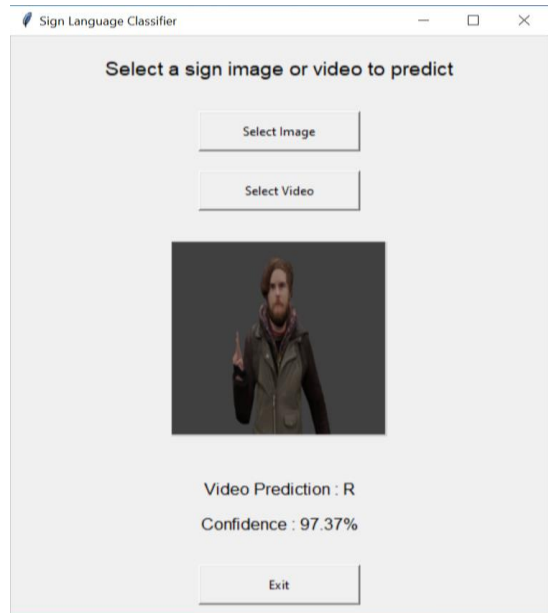 Sign Language Classifier
Select a sign image or video to predict
Select Image
Select Video
Video Prediction : R
Confidence : 97.37%
Exit